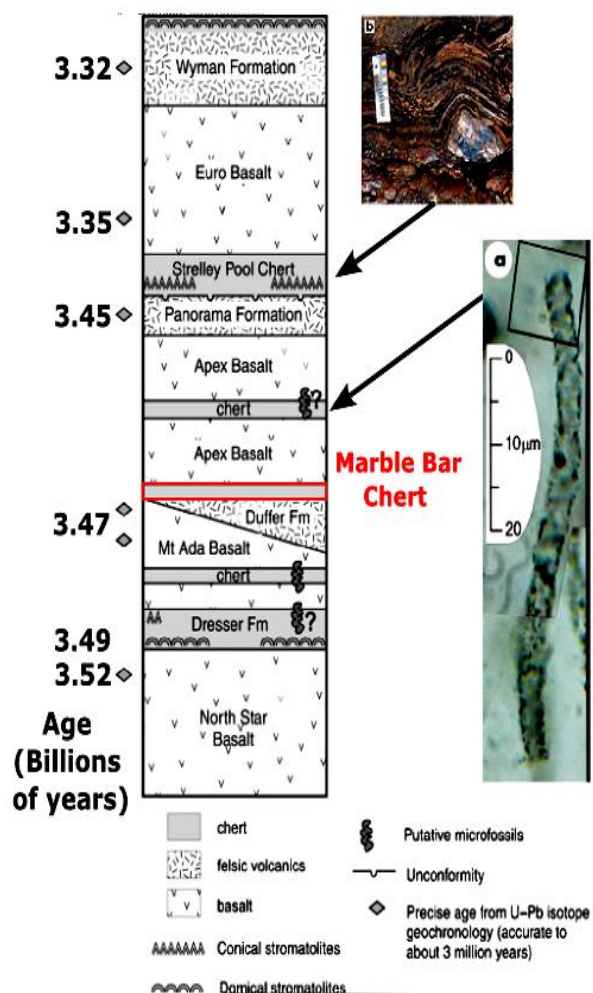 b
3.32
Wyman Formation
Euro Basalt
3.35
Strelley Pool Chert
a
3.45
Panorama Formation
0
Apex Basalt
chert
?
10μm
Apex Basalt
Marble Bar
Chert
20
3.47
Duffer Fm
Mt Ada Basalt
chert
Dresser Fm
?
3.49
3.52
North Star
Basalt
Age
(Billions
of years)
chert
Putative microfossils
felsic volcanics
Unconformity
basalt
Precise age from U-Pb isotope
geochronology (accurate to
about 3 million years)
Conical stromatolites
Domical stromatolites